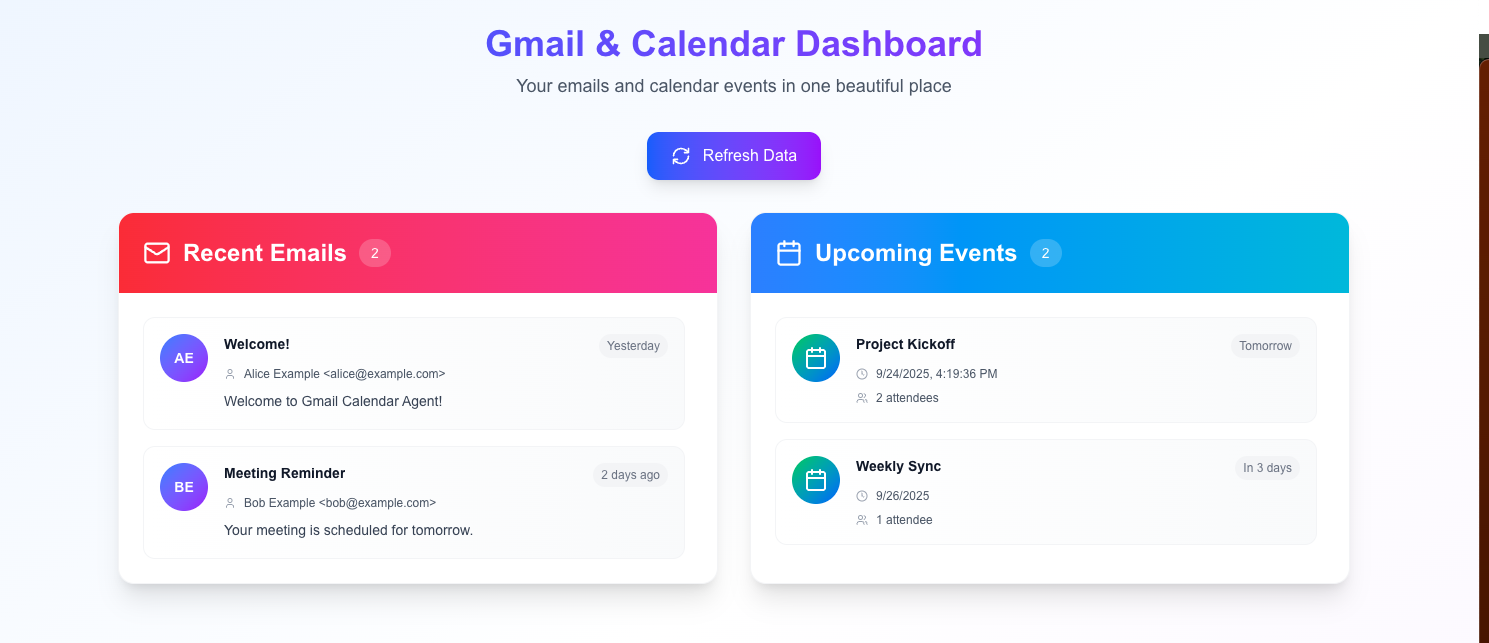 Gmail & Calendar Dashboard
Your emails and calendar events in one beautiful place
Refresh Data
Recent Emails 2
AE
Welcome!
Yesterday
Alice Example <alice@example.com>
Welcome to Gmail Calendar Agent!
BE
Meeting Reminder
2 days ago
Bob Example <bob@example.com>
Your meeting is scheduled for tomorrow.
Upcoming Events 2
Project Kickoff
Tomorrow
9/24/2025, 4:19:36 PM
2 attendees
Weekly Sync
In 3 days
9/26/2025
1 attendee